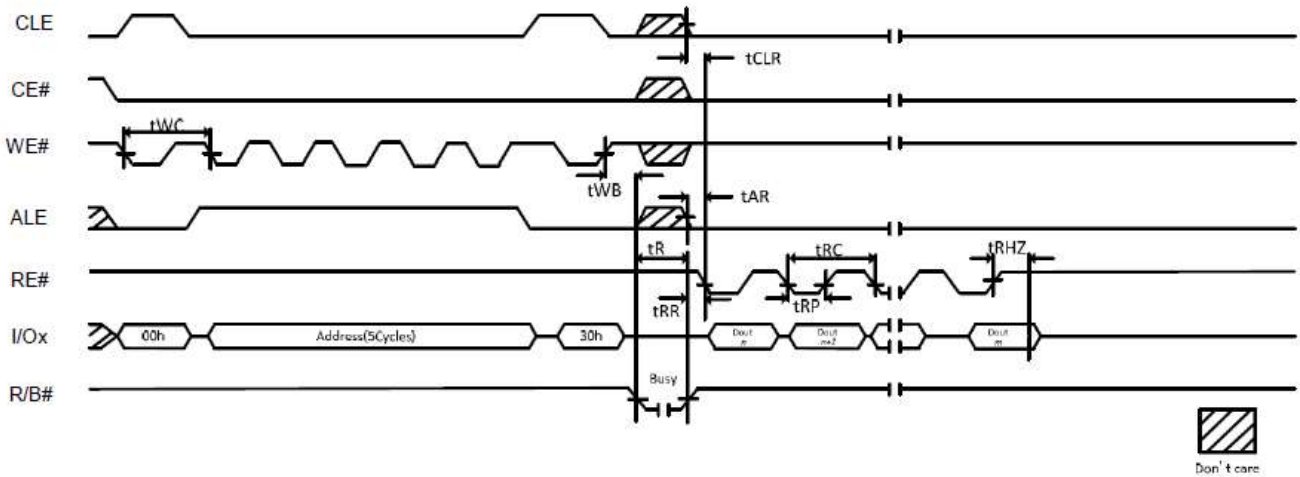 CLE
tCLR
CE#
tWC
WE#
tWB
tAR
ALE
tR
tRC
tRHZ
RE#
tRR
tRP
I/Ox
00h
Address(5Cycles)
30h
Dout
n
Dout
n+1
Dout
m
R/B#
Busy
Don't care